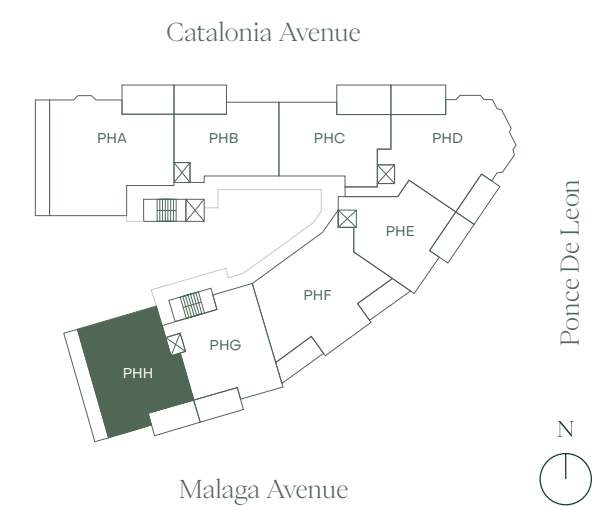 Catalonia Avenue
PHA
PHB
PHC
PHD
PHE
Ponce De Leon
PHF
PHG
PHH
N
Malaga Avenue